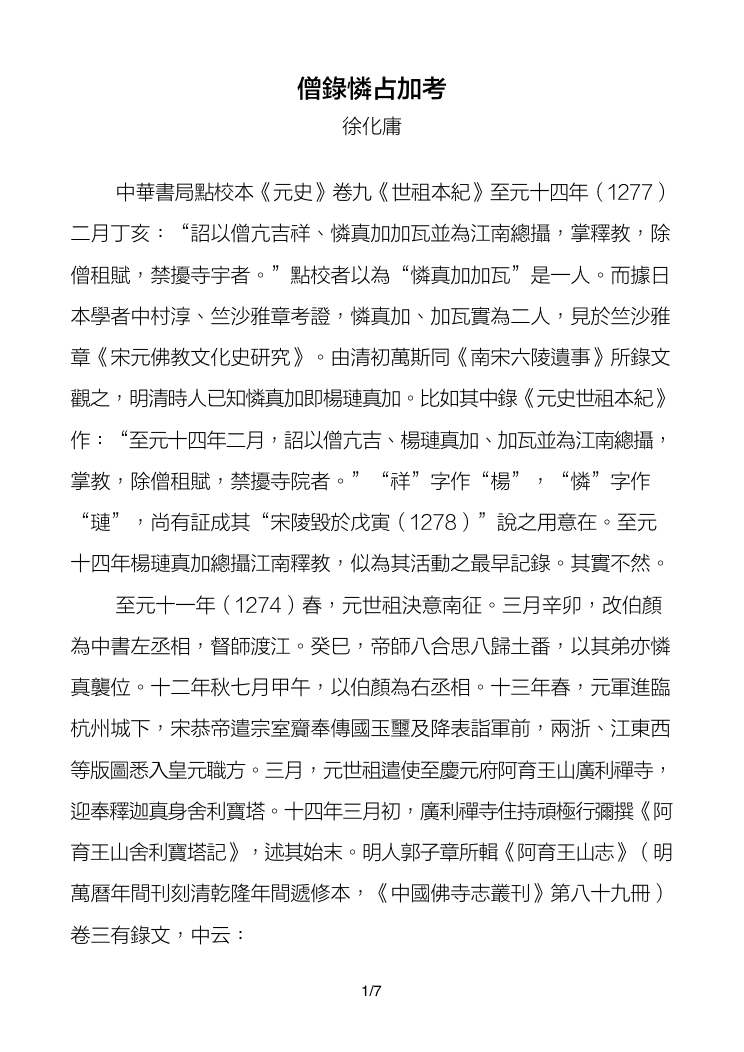 僧錄憐占加考
徐化庸
中華書局點校本《元史》卷九《世祖本紀》至元十四年（1277）
二月丁亥：“詔以僧亢吉祥、憐真加加瓦並為江南總攝，掌釋教，除
僧租賦，禁擾寺宇者。”點校者以為“憐真加加瓦”是一人。而據日
本學者中村淳、竺沙雅章考證，憐真加、加瓦實為二人，見於竺沙雅
章《宋元佛教文化史研究》。由清初萬斯同《南宋六陵遺事》所錄文
觀之，明清時人已知憐真加即楊璉真加。比如其中錄《元史世祖本紀》
作：“至元十四年二月，詔以僧亢吉、楊璉真加、加瓦並為江南總攝，
掌教，除僧租賦，禁擾寺院者。”“祥”字作“楊”，“憐”字作
“璉”，尚有証成其“宋陵毀於戊寅（1278）”說之用意在。至元
十四年楊璉真加總攝江南釋教，似為其活動之最早記錄。其實不然。
至元十一年（1274）春，元世祖決意南征。三月辛卯，改伯顏
為中書左丞相，督師渡江。癸巳，帝師八合思八歸土番，以其弟亦憐
真襲位。十二年秋七月甲午，以伯顏為右丞相。十三年春，元軍進臨
杭州城下，宋恭帝遣宗室齎奉傳國玉璽及降表詣軍前，兩浙、江東西
等版圖悉入皇元職方。三月，元世祖遣使至慶元府阿育王山廣利禪寺，
迎奉釋迦真身舍利寶塔。十四年三月初，廣利禪寺住持頑極行彌撰《阿
育王山舍利寶塔記》，述其始末。明人郭子章所輯《阿育王山志》（明
萬曆年間刊刻清乾隆年間遞修本，《中國佛寺志叢刊》第八十九冊）
卷三有錄文，中云：
1/7